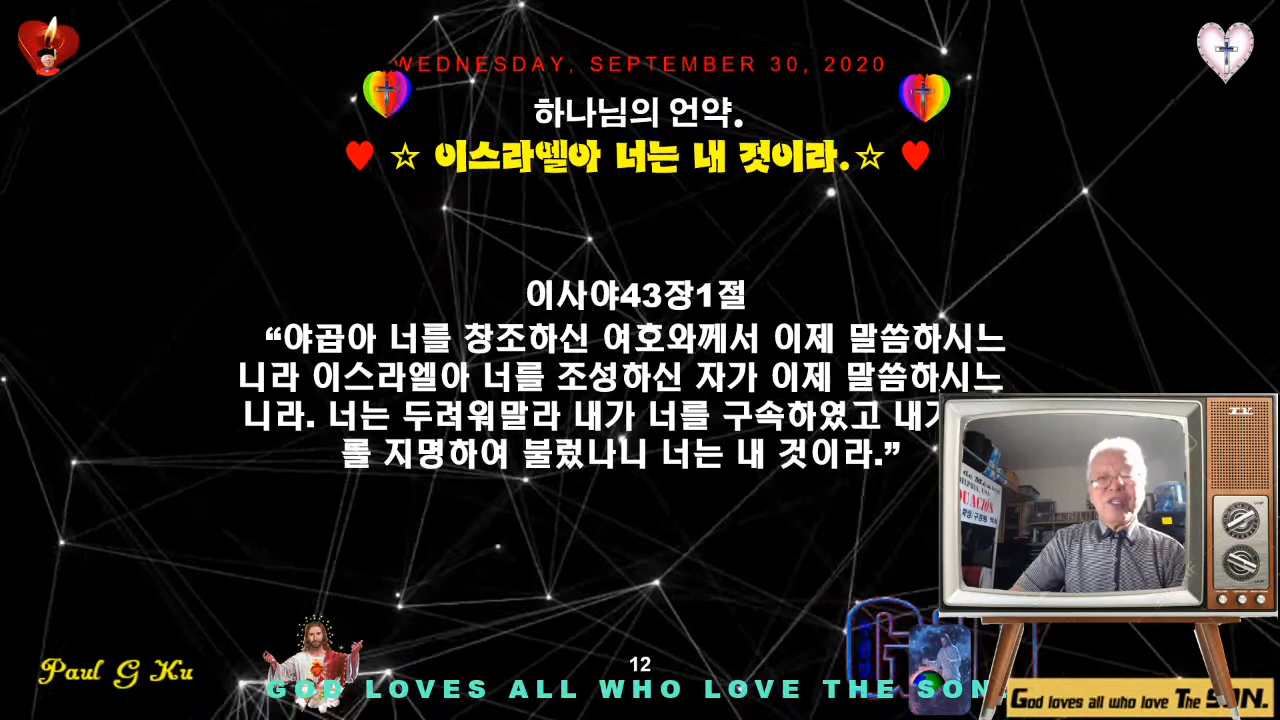 WEDNESDAY, SEPTEMBER 30, 2020
하나님의 언약.
♥ ☆ 이스라엘아 너는 내 것이라.☆ ♥
이사야43장1절
“야곱아 너를 창조하신 여호와께서 이제 말씀하시느
니라 이스라엘아 너를 조성하신 자가 이제 말씀하시느
니라. 너는 두려워말라 내가 너를 구속하였고
를 지명하여 불렀나니 너는 내 것이라.”
de México
UACIÓN
Paul G Ku
12
GOD LOVES ALL WHO LOVE THE SON
God loves all who love The SON.